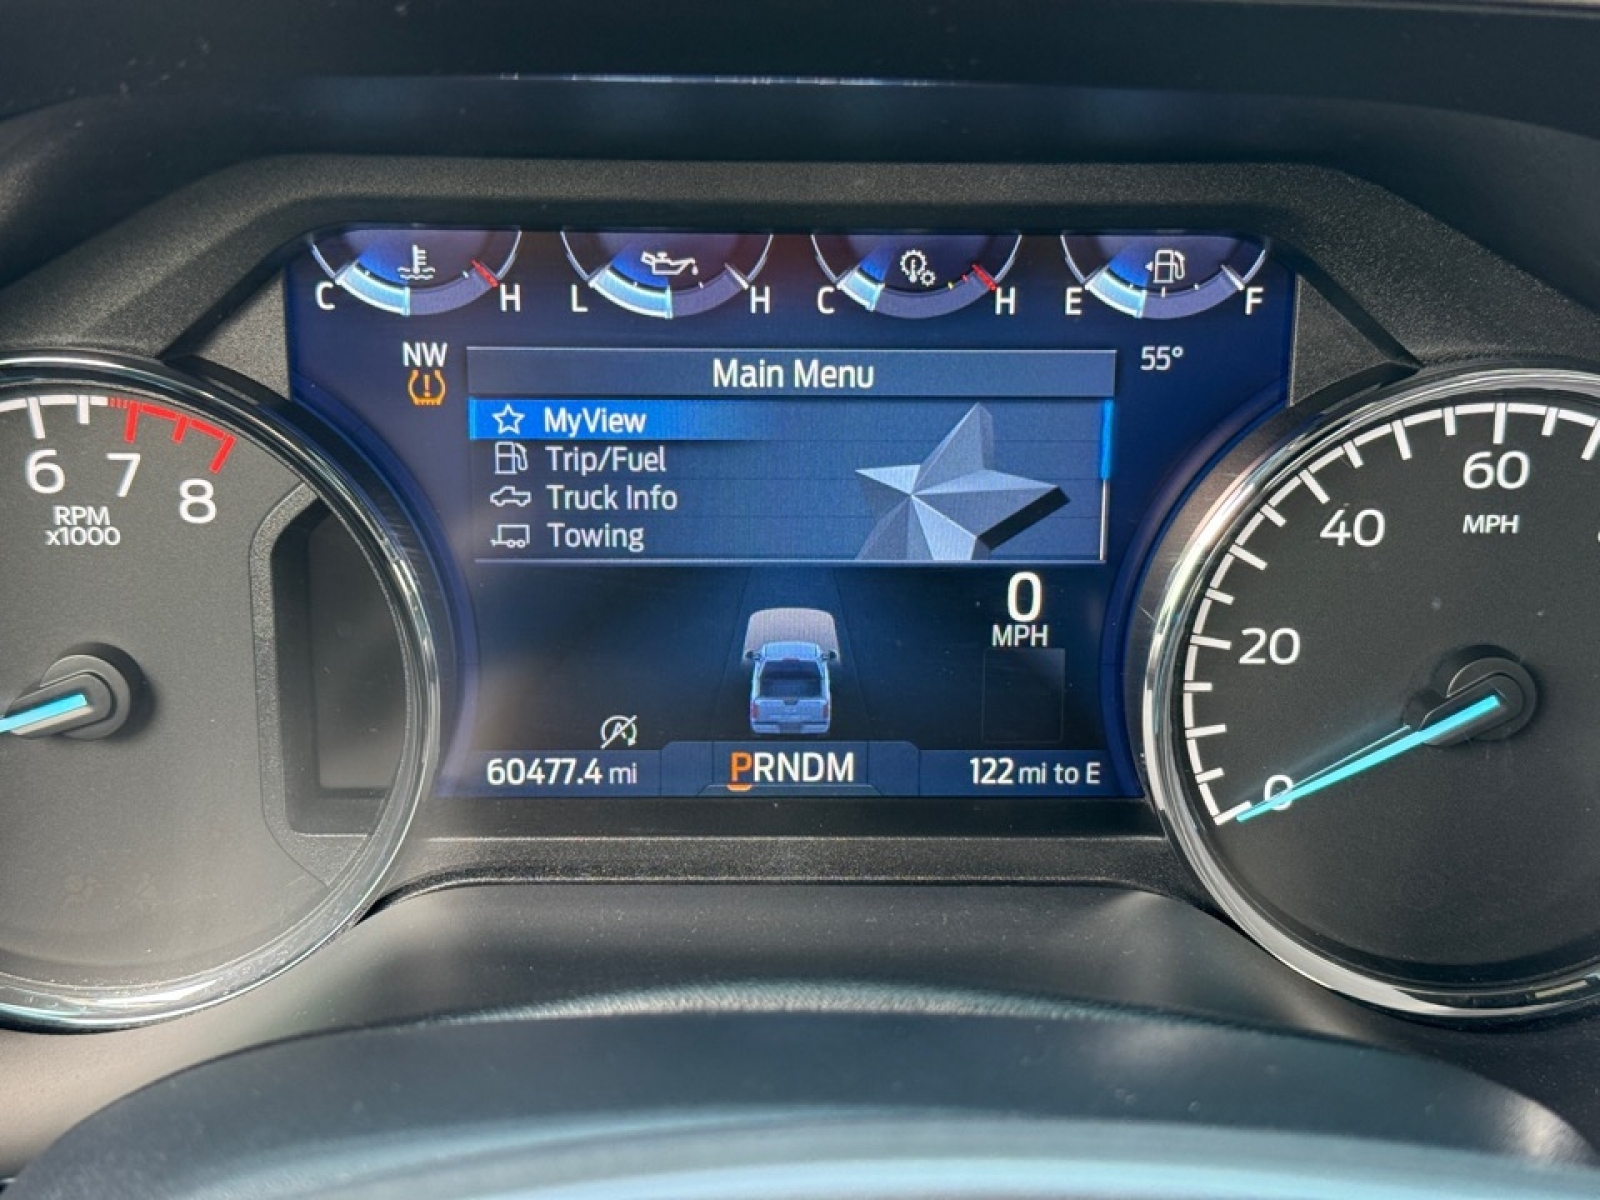 C H L H C H E F
NW
55°
Main Menu
MyView
Trip/Fuel
Truck Info
Towing
6 7 8
RPM
x1000
0
MPH
60477.4 mi
PRNDM
122 mi to E
0 20 40 60
MPH